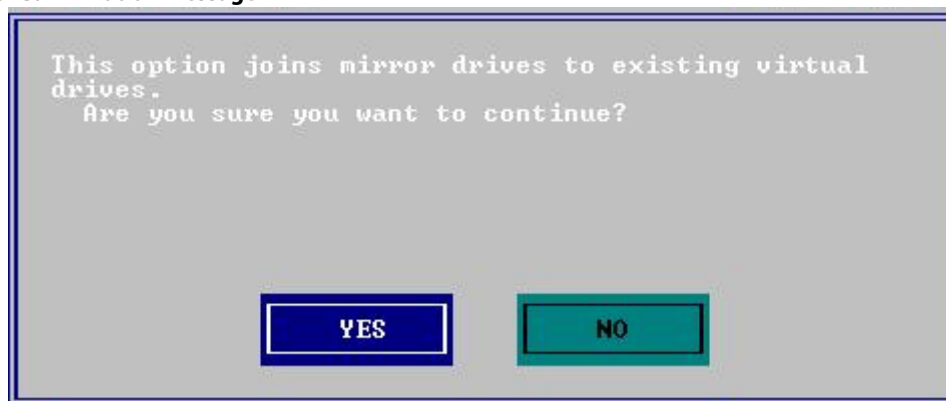 This option joins mirror drives to existing virtual
drives.
Are you sure you want to continue?
YES
NO